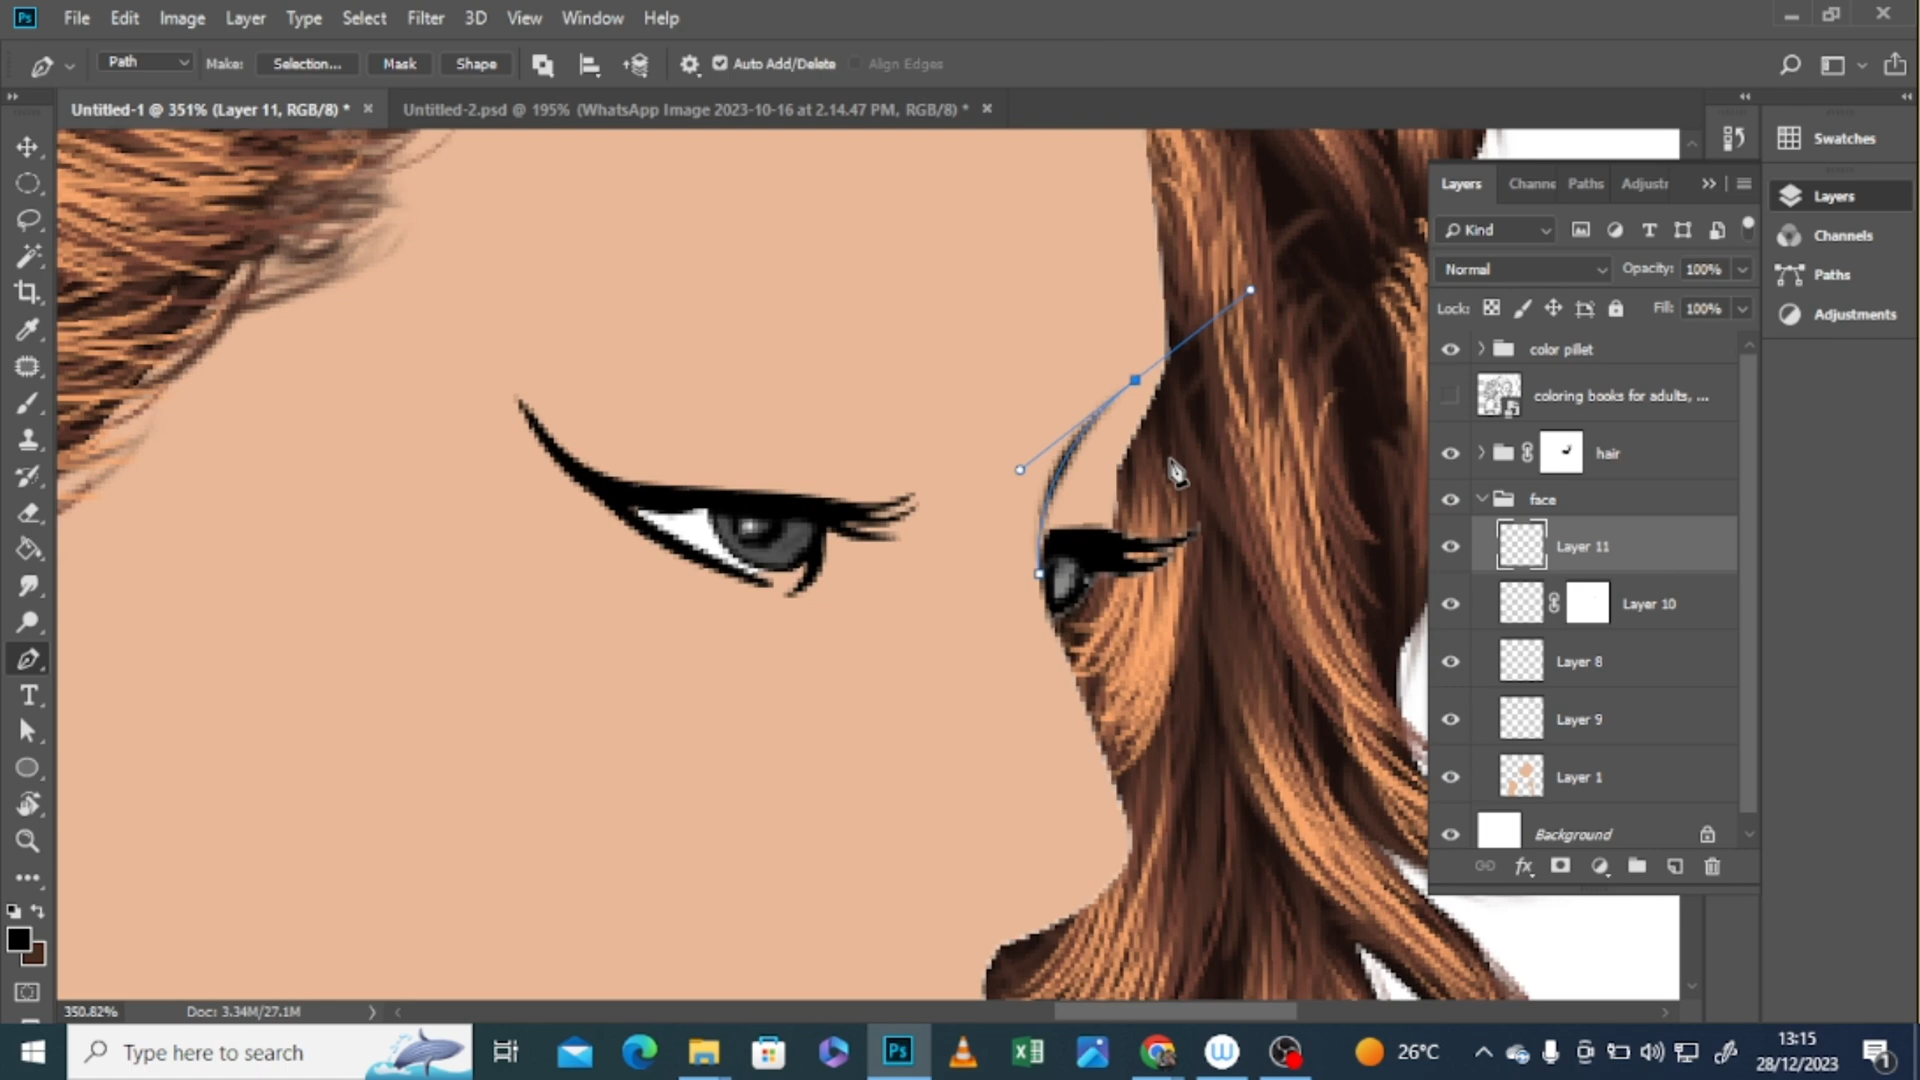 Ps File Edit Image Layer Type Select Filter 3D View Window Help
Path Make: Selection... Mask Shape Auto Add/Delete Align Edges
Untitled-1 @ 351% (Layer 11, RGB/8) * × Untitled-2.psd @ 195% (WhatsApp Image 2023-10-16 at 2.14.47 PM, RGB/8) * ×
Swatches
Layers
Channels
Paths
Adjustments
Layers Channe Paths Adjustr
Kind
Normal Opacity: 100%
Lock: Fill: 100%
color pillet
coloring books for adults, ...
hair
face
Layer 11
Layer 10
Layer 8
Layer 9
Layer 1
Background
fx
350.82% Doc: 3.34M/27.1M
Type here to search
Ps
26°C
13:15
28/12/2023
1